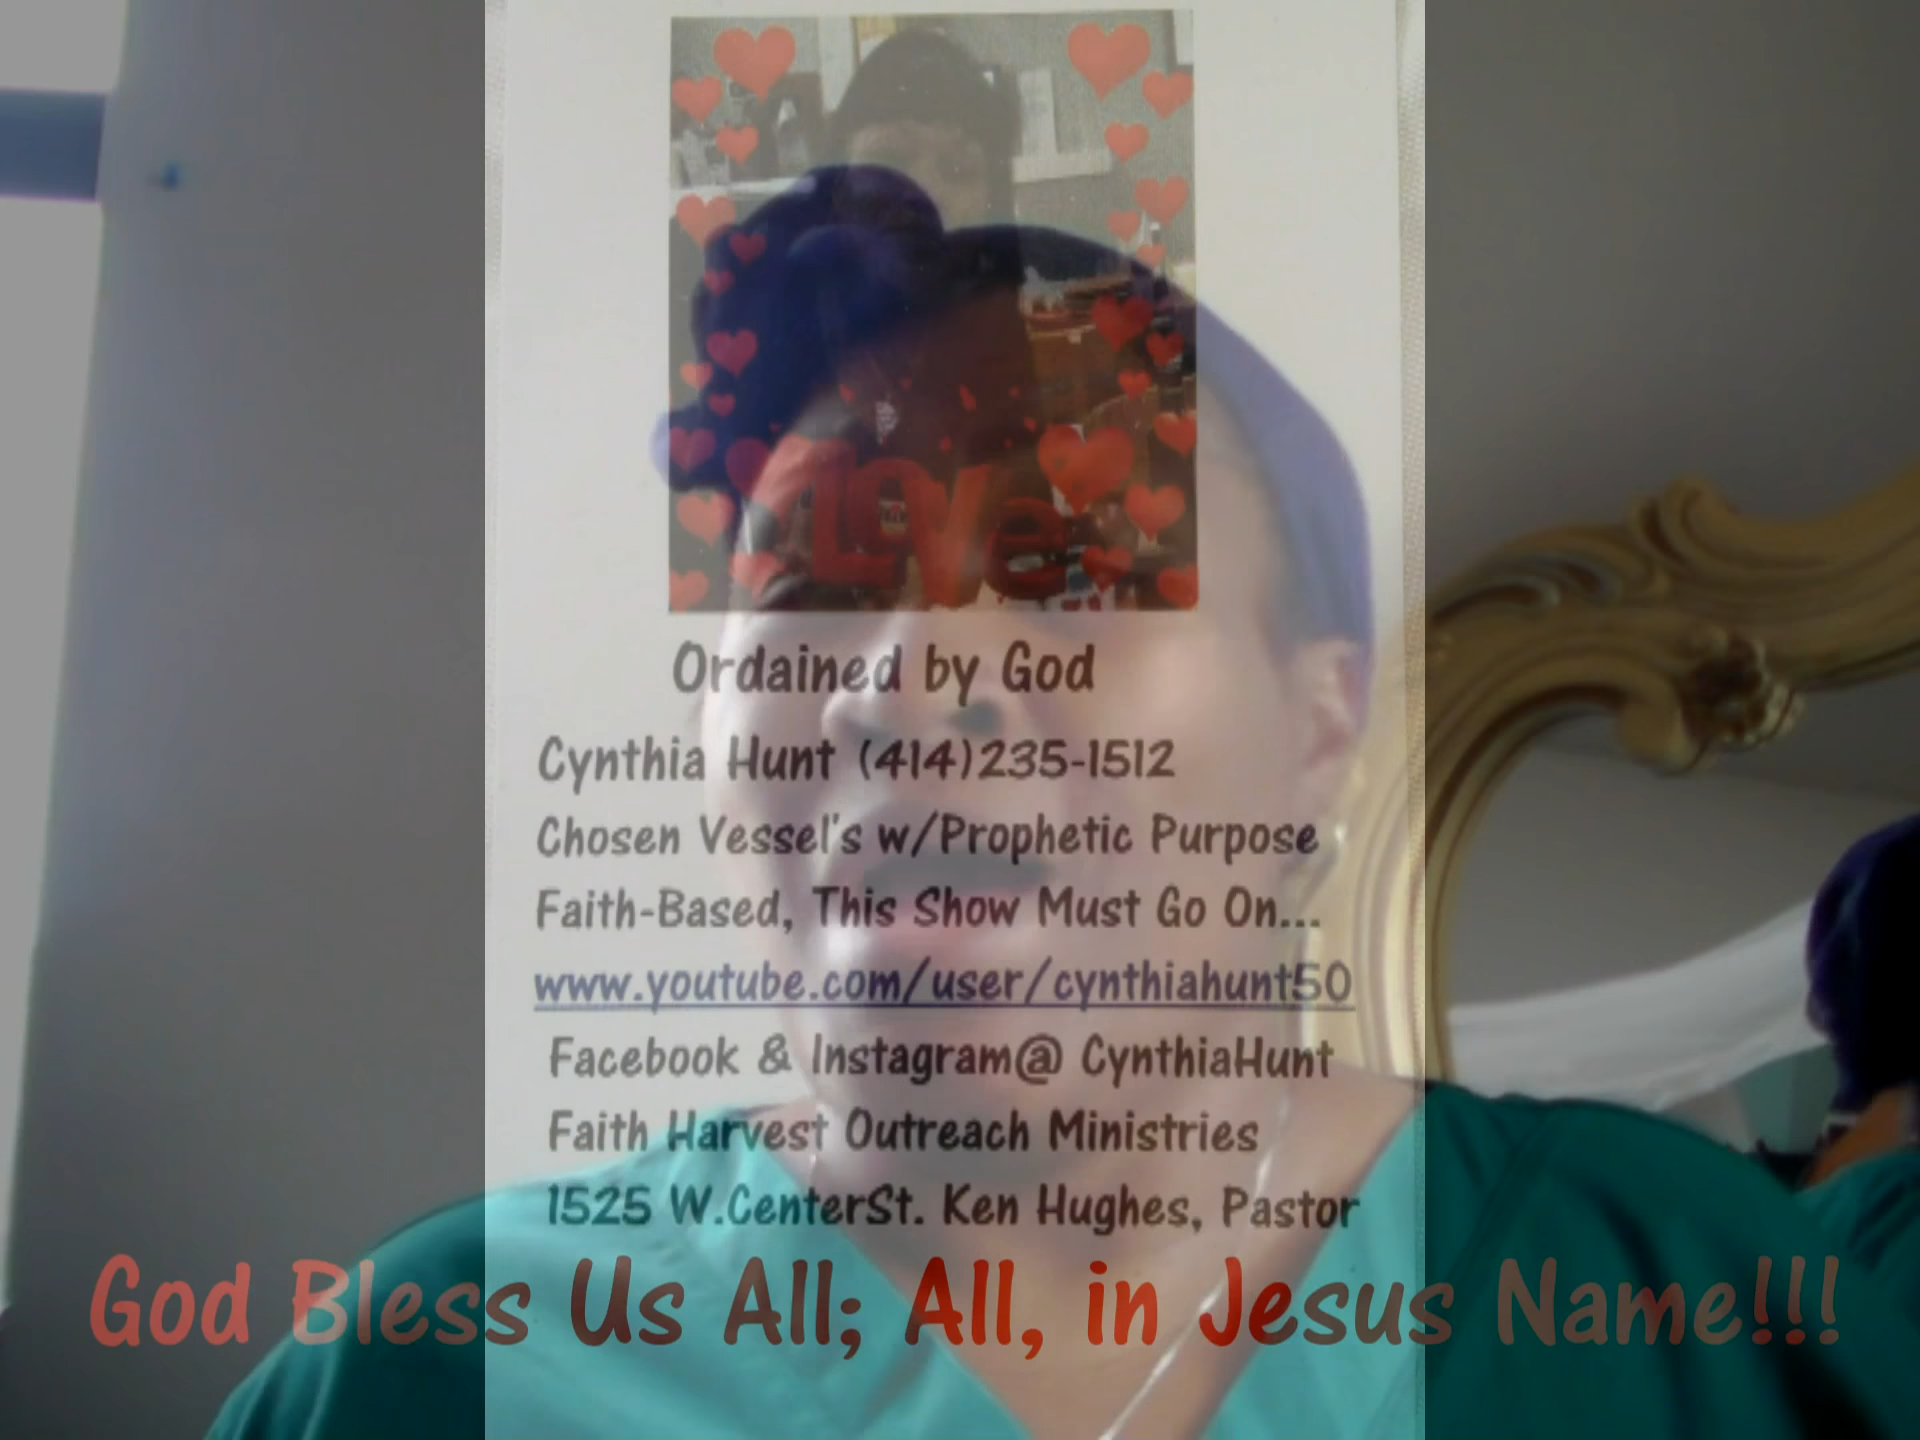 Love
Ordained by God
Cynthia Hunt (414)235-1512
Chosen Vessel's w/Prophetic Purpose
Faith-Based, This Show Must Go On...
www.youtube.com/user/cynthiahunt50
Facebook & Instagram@ CynthiaHunt
Faith Harvest Outreach Ministries
1525 W.CenterSt. Ken Hughes, Pastor
God Bless Us All; All, in Jesus Name!!!